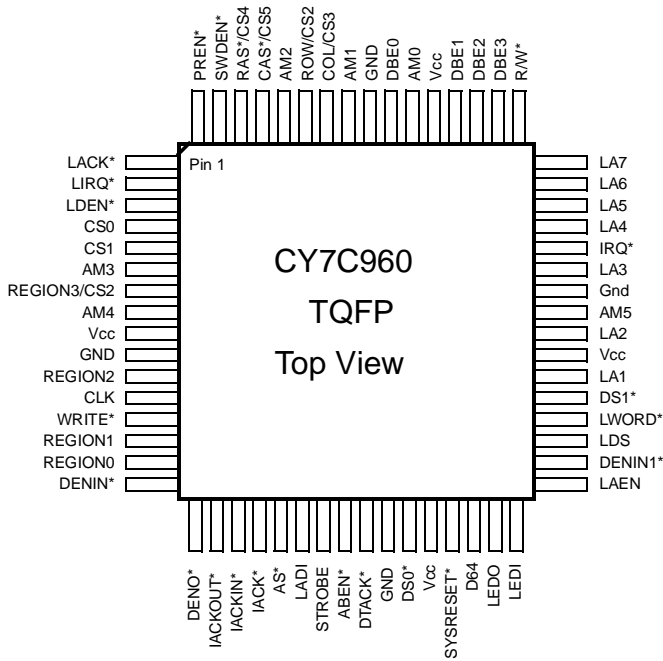 PREN*
SWDEN*
RAS*/CS4
CAS*/CS5
AM2
ROW/CS2
COL/CS3
AM1
GND
DBE0
AM0
Vcc
DBE1
DBE2
DBE3
R/W*
LACK*
LIRQ*
LDEN*
CS0
CS1
AM3
REGION3/CS2
AM4
Vcc
GND
REGION2
CLK
WRITE*
REGION1
REGION0
DENIN*
Pin 1
CY7C960
TQFP
Top View
LA7
LA6
LA5
LA4
IRQ*
LA3
Gnd
AM5
LA2
Vcc
LA1
DS1*
LWORD*
LDS
DENIN1*
LAEN
DENO*
IACKOUT*
IACKIN*
IACK*
AS*
LADI
STROBE
ABEN*
DTACK*
GND
DS0*
Vcc
SYSRESET*
D64
LEDO
LEDI